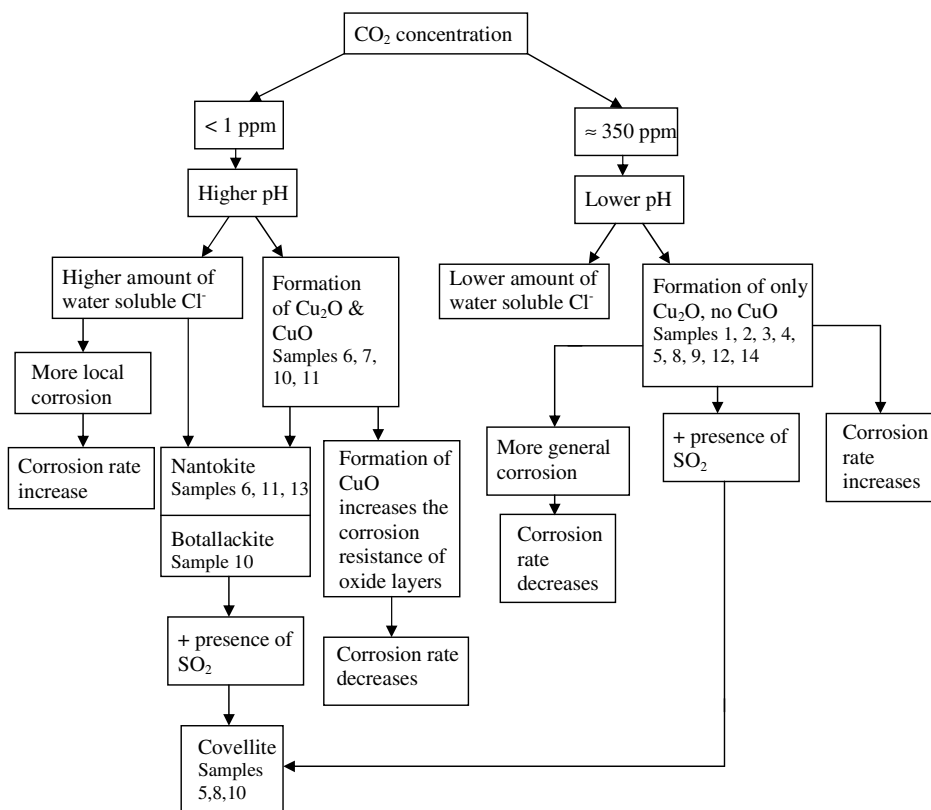 CO₂ concentration
< 1 ppm
≈ 350 ppm
Higher pH
Lower pH
Higher amount of
water soluble Cl⁻
Formation
of Cu₂O &
CuO
Samples 6, 7,
10, 11
Lower amount of
water soluble Cl⁻
Formation of only
Cu₂O, no CuO
Samples 1, 2, 3, 4,
5, 8, 9, 12, 14
More local
corrosion
Corrosion rate
increase
Nantokite
Samples 6, 11, 13
Botallackite
Sample 10
Formation of
CuO
increases the
corrosion
resistance of
oxide layers
More general
corrosion
+ presence of
SO₂
Corrosion
rate
increases
Corrosion
rate
decreases
+ presence of
SO₂
Corrosion rate
decreases
Covellite
Samples
5,8,10